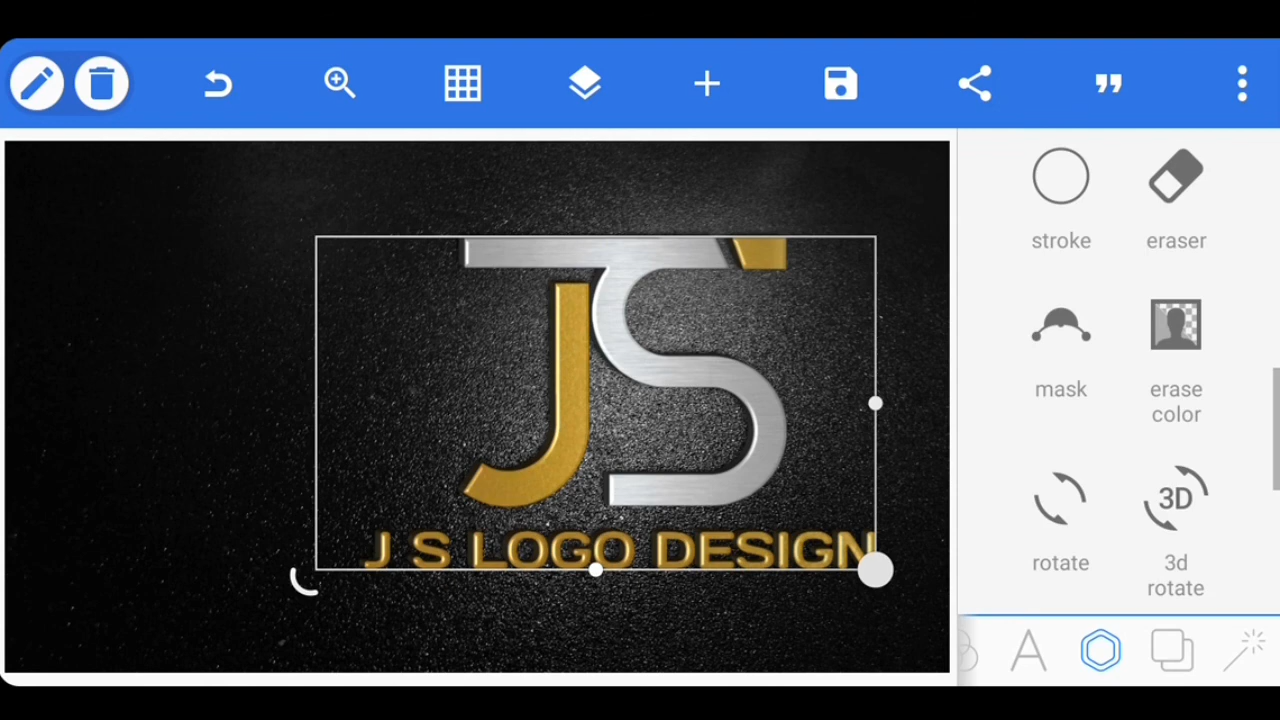 JS
J S LOGO DESIGN
stroke
eraser
mask
erase
color
3D
rotate
3d
rotate
A